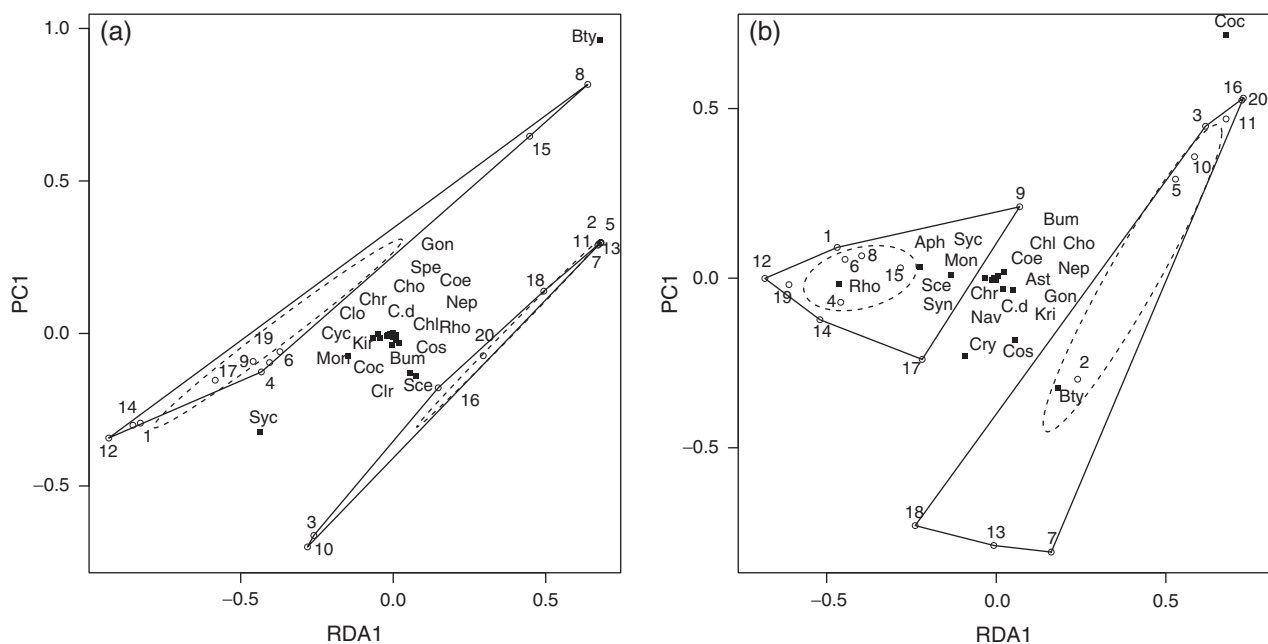 (a)
1.0
0.5
0.0
−0.5
PC1
−0.5
0.0
0.5
RDA1
Bty
8
15
2 5
11 13
7
18
20
16
3
10
Gon
Spe
Cho Coe
Chr Nep
Clo C.d
Chl Rho
Cyc Kir
Mon Coc Bum Cos
Clr Sce
19
9 6
17 4
14
1
12
Syc
(b)
0.5
0.0
−0.5
PC1
−0.5
0.0
0.5
RDA1
Coc
16
20
3
11
10
5
9
1
12
6 8
15
Rho
19
4
14
17
Aph Syc
Mon
Sce
Syn
Bum
Chl Cho
Coe
Nep
Ast
Chr Gon
C.d
Nav Kri
Cry Cos
2
Bty
18
13
7